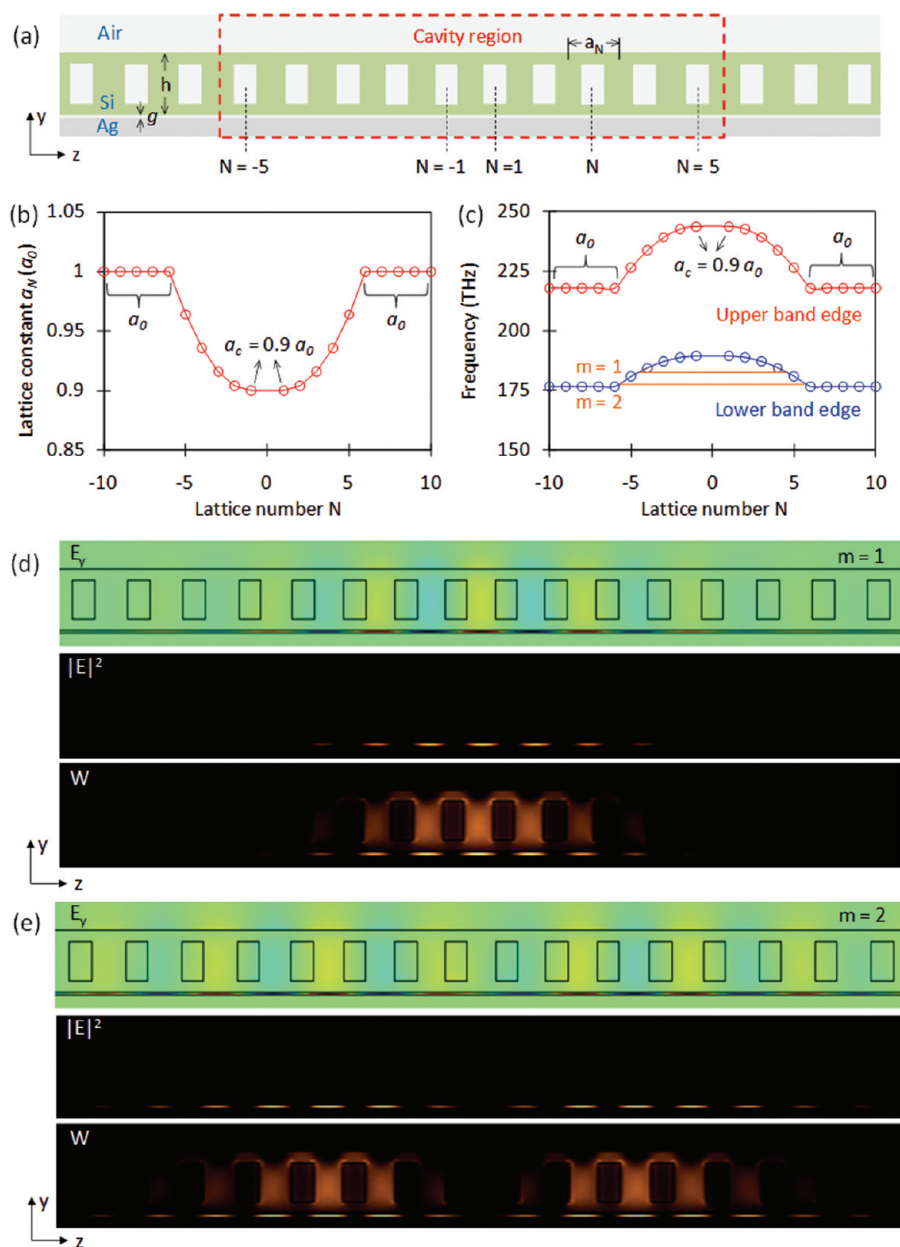 (a)
Air
Cavity region
a_N
h
Si
g
Ag
y
z
N = -5
N = -1
N =1
N
N = 5
(b)
Lattice constant a_N (a_0)
1.05
1
0.95
0.9
0.85
a_0
a_0
a_c = 0.9 a_0
-10
-5
0
5
10
Lattice number N
(c)
Frequency (THz)
250
225
200
175
150
a_0
a_0
a_c = 0.9 a_0
Upper band edge
m = 1
m = 2
Lower band edge
-10
-5
0
5
10
Lattice number N
(d)
E_y
m = 1
|E|²
W
y
z
(e)
E_y
m = 2
|E|²
W
y
z